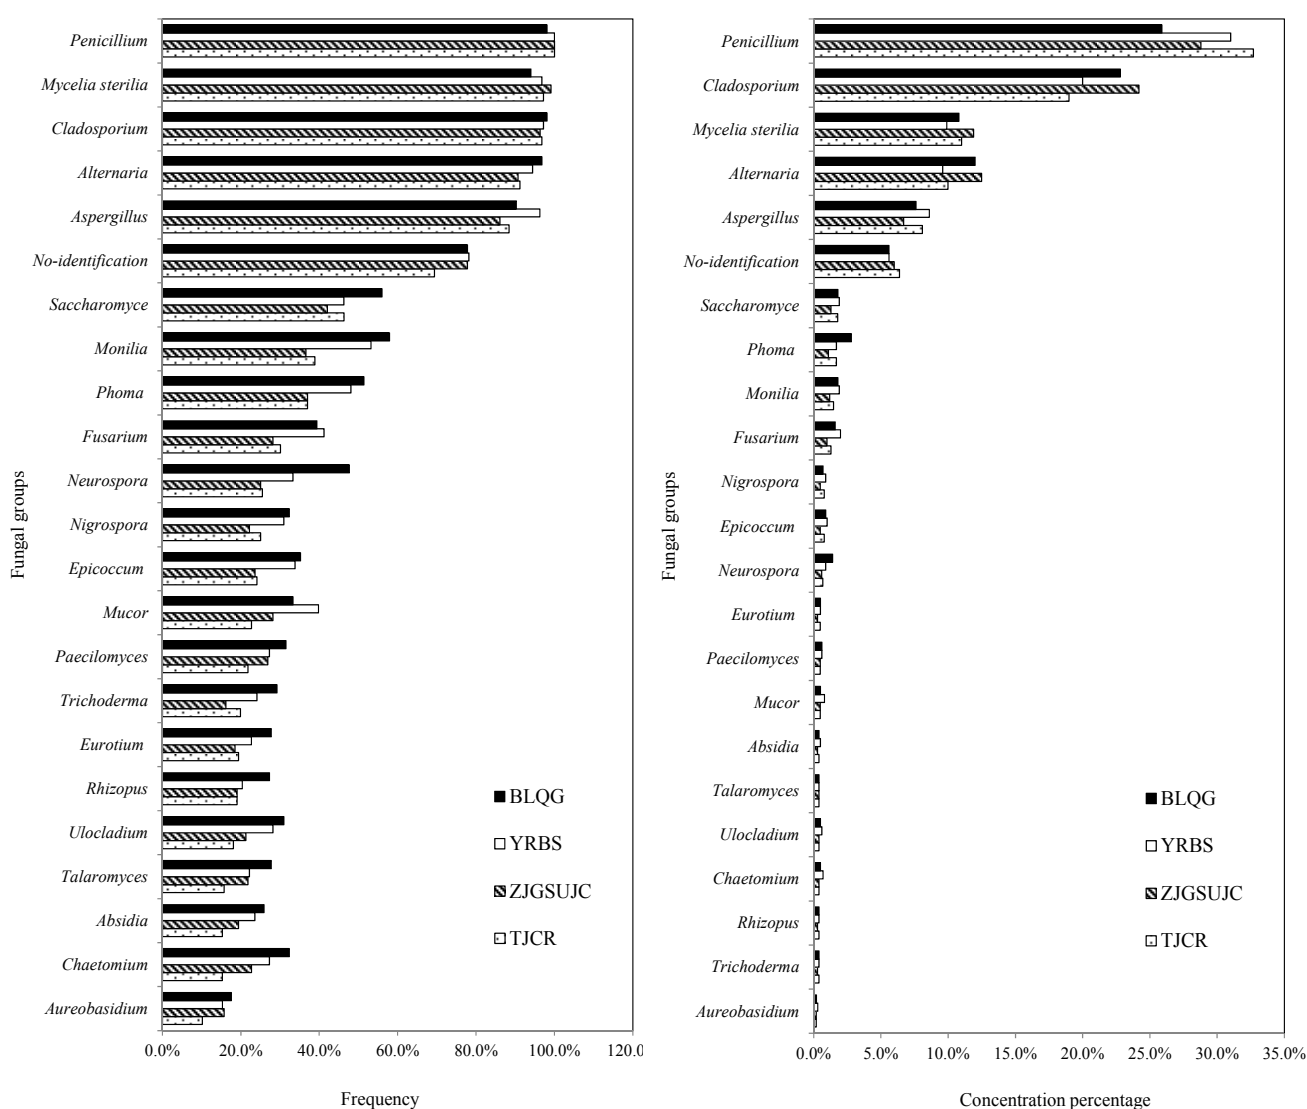 Penicillium
Mycelia sterilia
Cladosporium
Alternaria
Aspergillus
No-identification
Saccharomyce
Monilia
Phoma
Fusarium
Neurospora
Nigrospora
Epicoccum
Mucor
Paecilomyces
Trichoderma
Eurotium
Rhizopus
Ulocladium
Talaromyces
Absidia
Chaetomium
Aureobasidium
Fungal groups
BLQG
YRBS
ZJGSUJC
TJCR
0.0% 20.0% 40.0% 60.0% 80.0% 100.0% 120.0
Frequency
Penicillium
Cladosporium
Mycelia sterilia
Alternaria
Aspergillus
No-identification
Saccharomyce
Phoma
Monilia
Fusarium
Nigrospora
Epicoccum
Neurospora
Eurotium
Paecilomyces
Mucor
Absidia
Talaromyces
Ulocladium
Chaetomium
Rhizopus
Trichoderma
Aureobasidium
Fungal groups
BLQG
YRBS
ZJGSUJC
TJCR
0.0% 5.0% 10.0% 15.0% 20.0% 25.0% 30.0% 35.0%
Concentration percentage